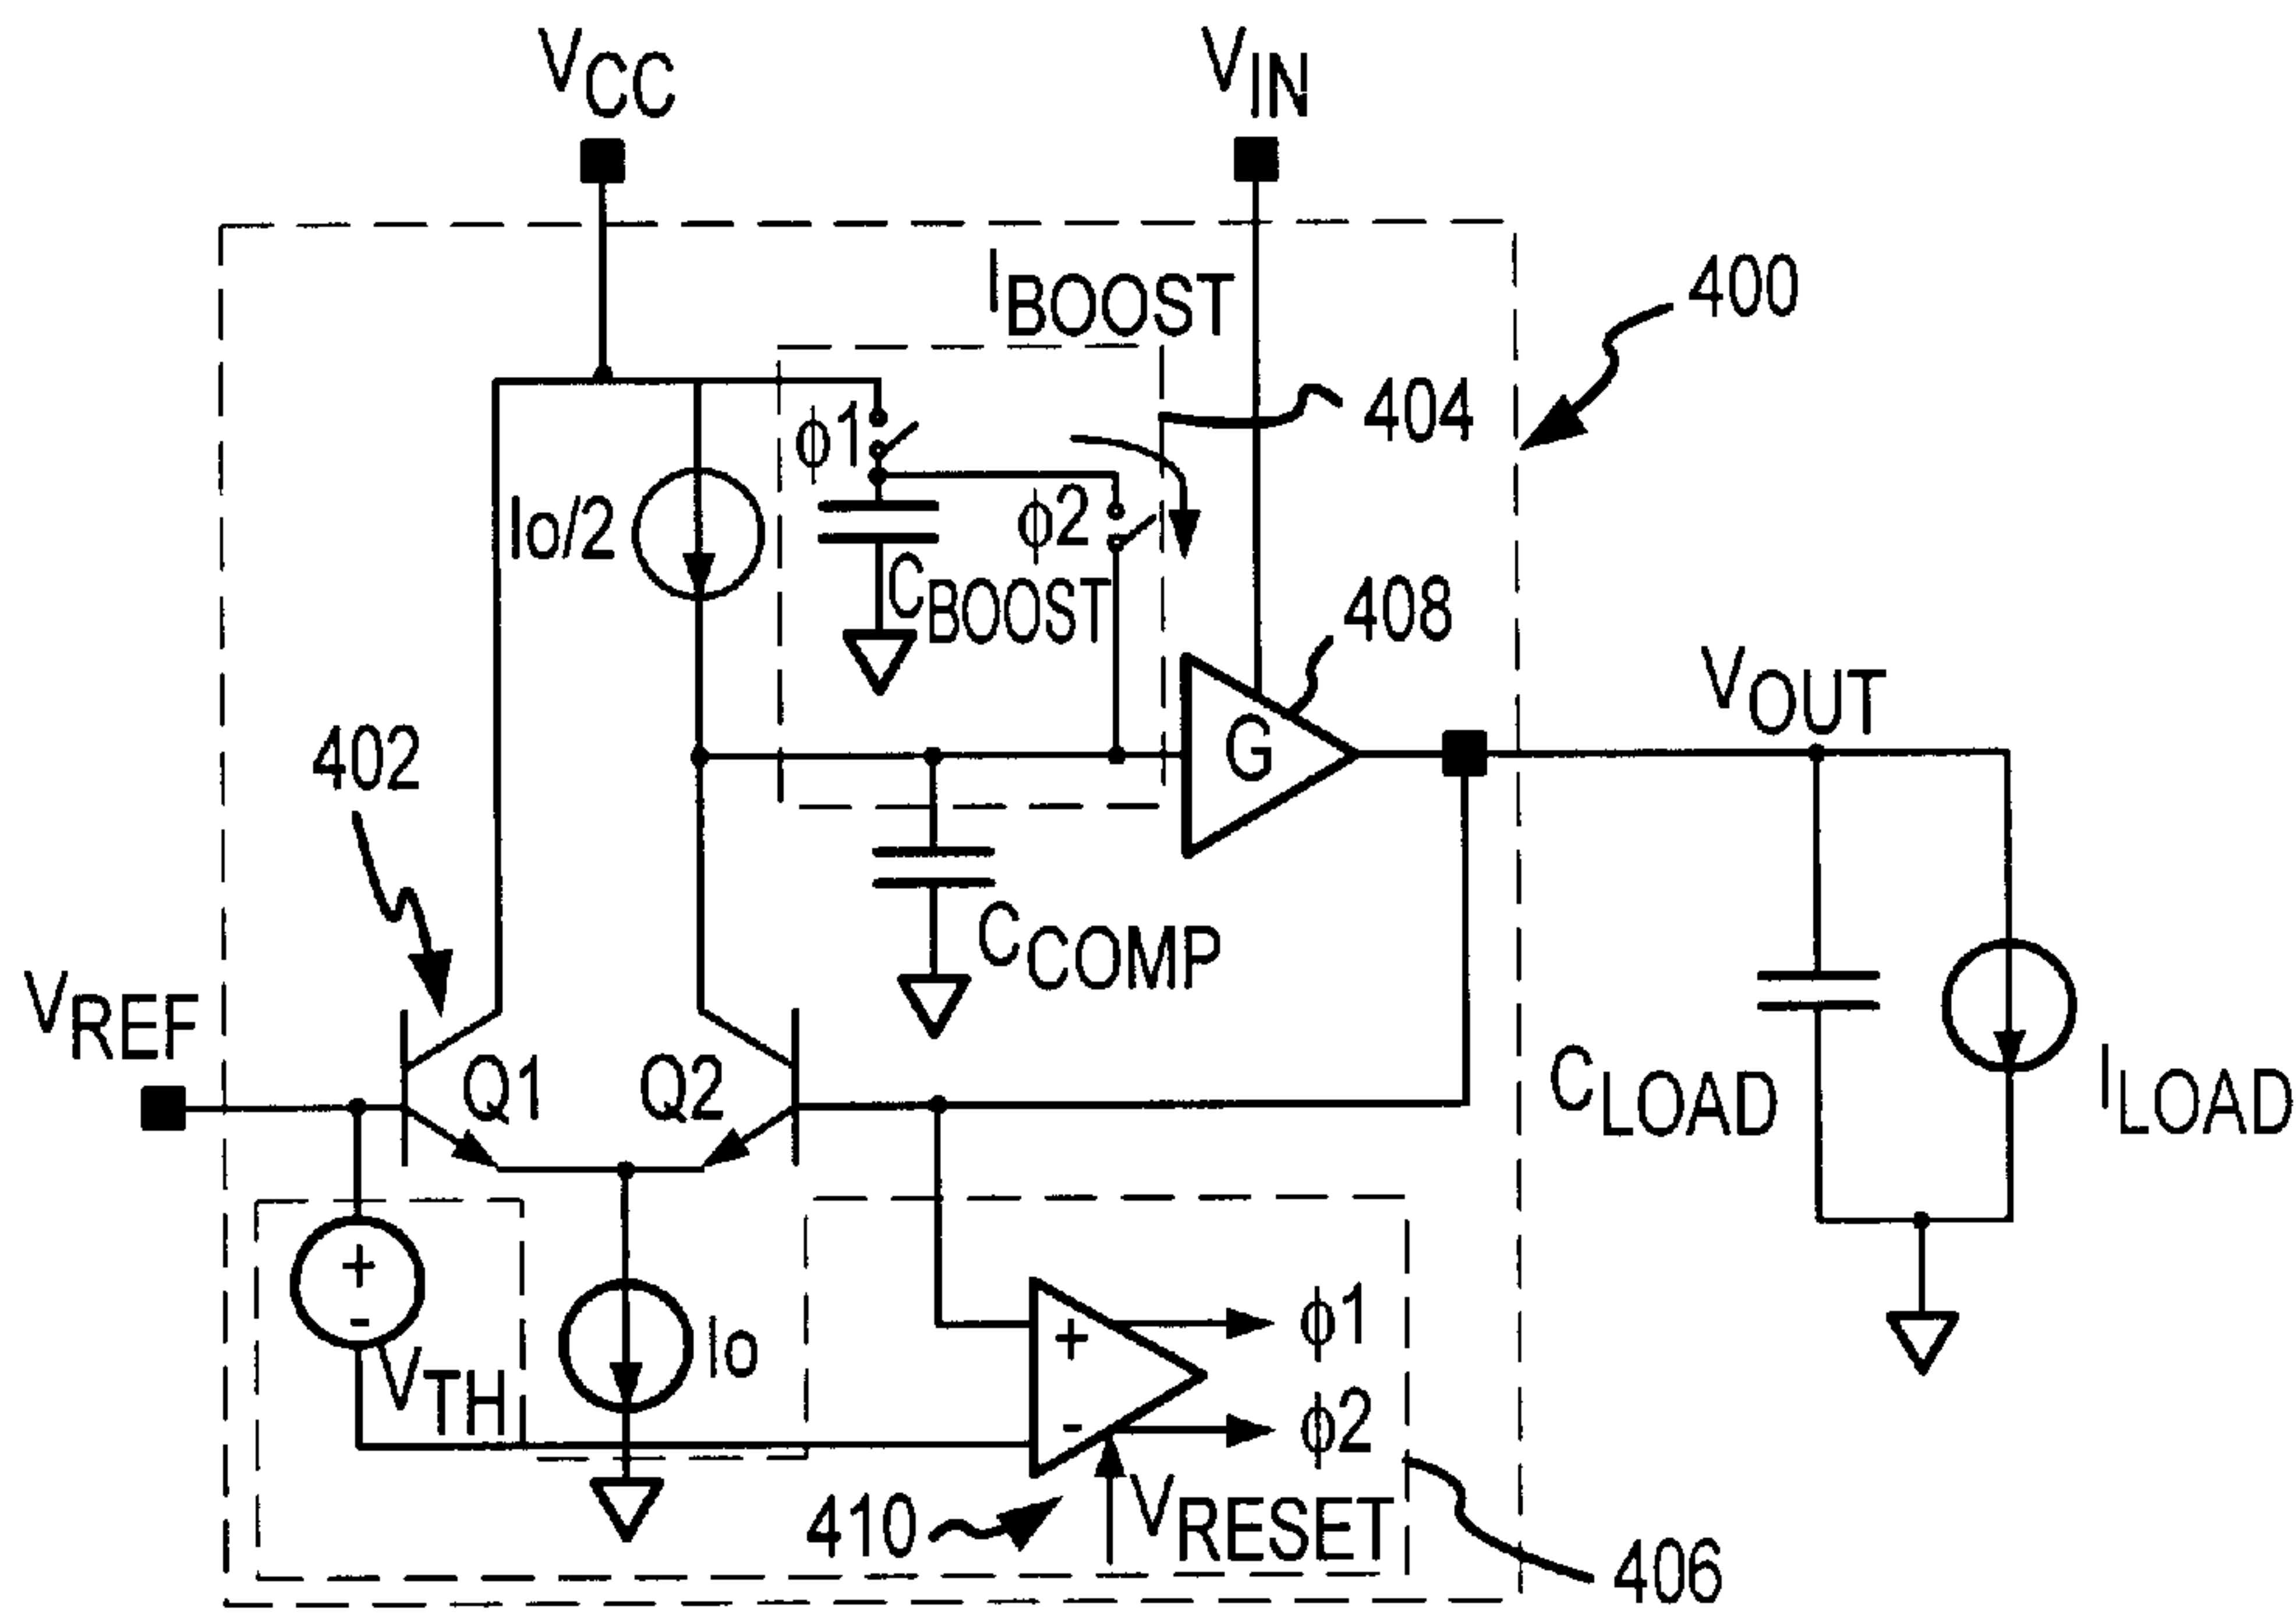 VCC
VIN
IBOOST
400
404
ϕ1
Io/2
ϕ2
CBOOST
408
G
VOUT
402
CCOMP
VREF
Q1
Q2
CLOAD
ILOAD
+
-
VTH
Io
+
-
ϕ1
ϕ2
410
VRESET
406